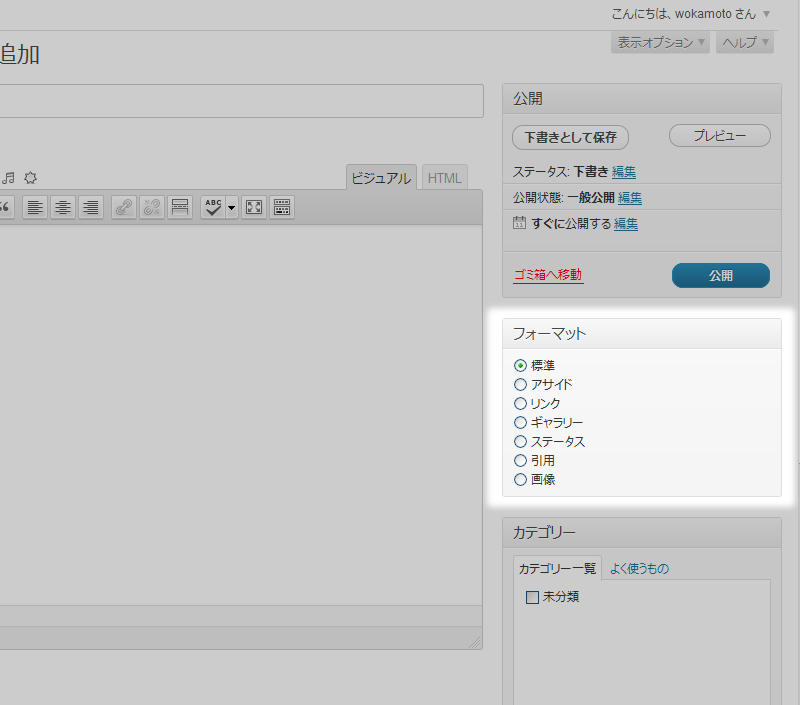 こんにちは、wokamoto さん
表示オプション ヘルプ
追加
公開
下書きとして保存 プレビュー
ステータス: 下書き 編集
公開状態: 一般公開 編集
すぐに公開する 編集
ゴミ箱へ移動 公開
ビジュアル HTML
ABC
フォーマット
標準
アサイド
リンク
ギャラリー
ステータス
引用
画像
カテゴリー
カテゴリー一覧 よく使うもの
未分類